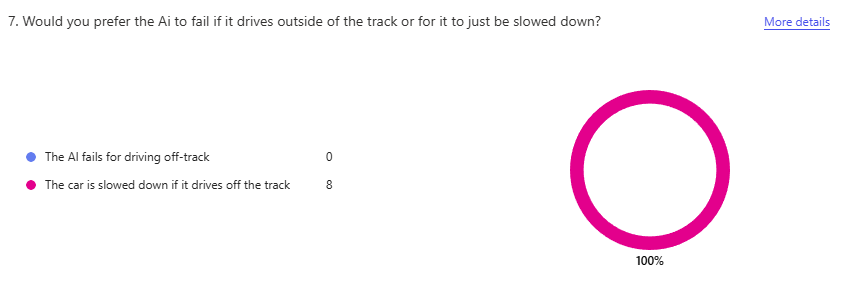 7. Would you prefer the Ai to fail if it drives outside of the track or for it to just be slowed down?
More details
The AI fails for driving off-track 0
The car is slowed down if it drives off the track 8
100%